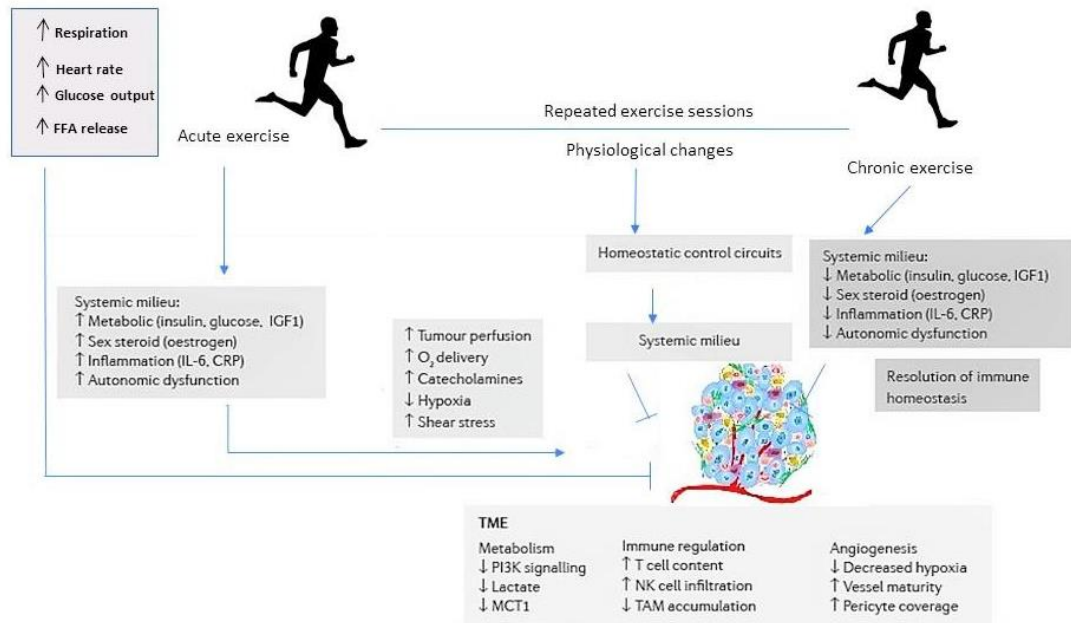 ↑ Respiration
↑ Heart rate
↑ Glucose output
↑ FFA release
Acute exercise
Repeated exercise sessions
Physiological changes
Chronic exercise
Systemic milieu:
↑ Metabolic (insulin, glucose, IGF1)
↑ Sex steroid (oestrogen)
↑ Inflammation (IL-6, CRP)
↑ Autonomic dysfunction
↑ Tumour perfusion
↑ O₂ delivery
↑ Catecholamines
↓ Hypoxia
↑ Shear stress
Homeostatic control circuits
Systemic milieu
Systemic milieu:
↓ Metabolic (insulin, glucose, IGF1)
↓ Sex steroid (oestrogen)
↓ Inflammation (IL-6, CRP)
↓ Autonomic dysfunction
Resolution of immune
homeostasis
TME
Metabolism
↓ PI3K signalling
↓ Lactate
↓ MCT1
Immune regulation
↑ T cell content
↑ NK cell infiltration
↓ TAM accumulation
Angiogenesis
↓ Decreased hypoxia
↑ Vessel maturity
↑ Pericyte coverage